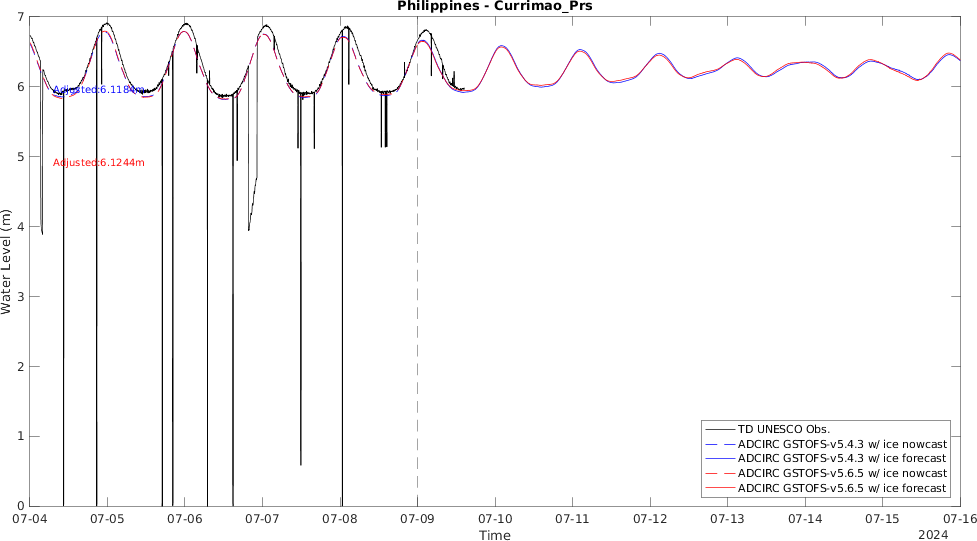 Philippines - Currimao_Prs
7
6
5
4
3
2
1
0
Water Level (m)
Adjusted:6.1184m
Adjusted:6.1244m
TD UNESCO Obs.
ADCIRC GSTOFS-v5.4.3 w/ ice nowcast
ADCIRC GSTOFS-v5.4.3 w/ ice forecast
ADCIRC GSTOFS-v5.6.5 w/ ice nowcast
ADCIRC GSTOFS-v5.6.5 w/ ice forecast
07-04 07-05 07-06 07-07 07-08 07-09 07-10 07-11 07-12 07-13 07-14 07-15 07-16
Time
2024